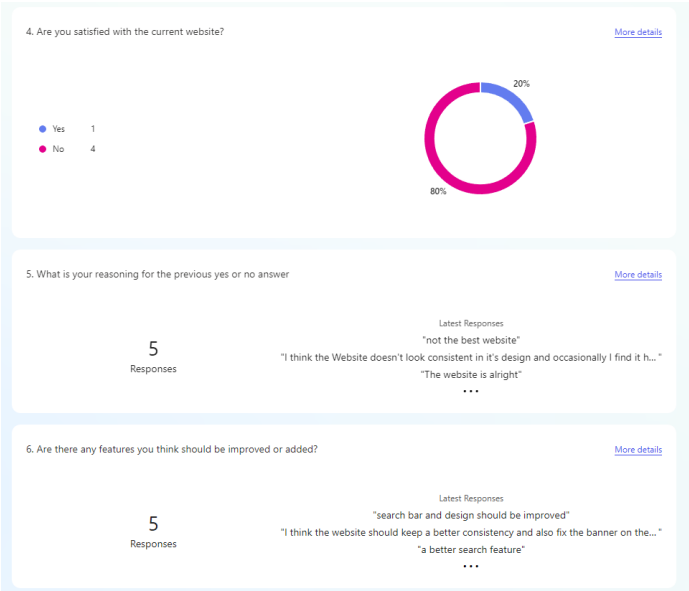 4. Are you satisfied with the current website?
More details
20%
Yes 1
No 4
80%
5. What is your reasoning for the previous yes or no answer
More details
Latest Responses
5
Responses
"not the best website"
"I think the Website doesn't look consistent in it's design and occasionally I find it h... "
"The website is alright"
...
6. Are there any features you think should be improved or added?
More details
Latest Responses
5
Responses
"search bar and design should be improved"
"I think the website should keep a better consistency and also fix the banner on the... "
"a better search feature"
...